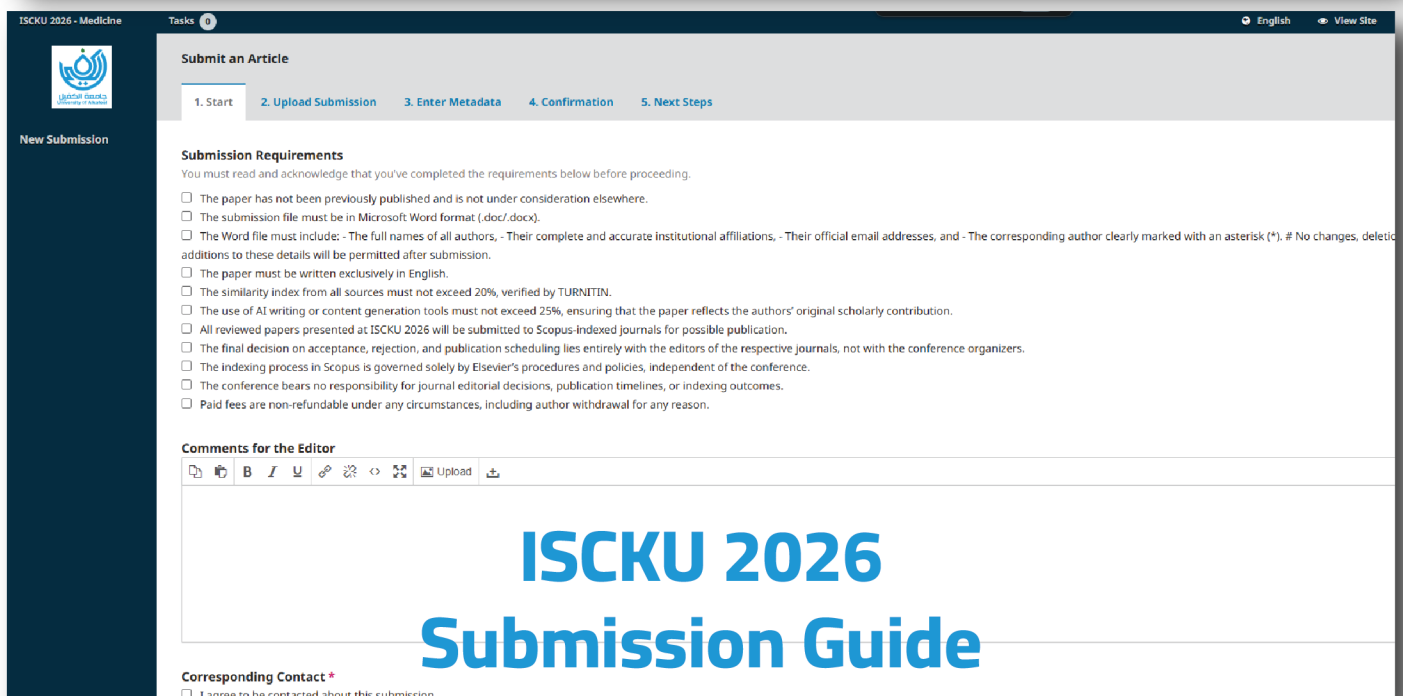 ISCKU 2026 - Medicine
Tasks 0
English
View Site
جامعة الكفيل
University of Alkafeel
New Submission
Submit an Article
1. Start
2. Upload Submission
3. Enter Metadata
4. Confirmation
5. Next Steps
Submission Requirements
You must read and acknowledge that you've completed the requirements below before proceeding.
The paper has not been previously published and is not under consideration elsewhere.
The submission file must be in Microsoft Word format (.doc/.docx).
The Word file must include: - The full names of all authors, - Their complete and accurate institutional affiliations, - Their official email addresses, and - The corresponding author clearly marked with an asterisk (*). # No changes, deletic
additions to these details will be permitted after submission.
The paper must be written exclusively in English.
The similarity index from all sources must not exceed 20%, verified by TURNITIN.
The use of AI writing or content generation tools must not exceed 25%, ensuring that the paper reflects the authors’ original scholarly contribution.
All reviewed papers presented at ISCKU 2026 will be submitted to Scopus-indexed journals for possible publication.
The final decision on acceptance, rejection, and publication scheduling lies entirely with the editors of the respective journals, not with the conference organizers.
The indexing process in Scopus is governed solely by Elsevier’s procedures and policies, independent of the conference.
The conference bears no responsibility for journal editorial decisions, publication timelines, or indexing outcomes.
Paid fees are non-refundable under any circumstances, including author withdrawal for any reason.
Comments for the Editor
B I U Upload
ISCKU 2026
Submission Guide
Corresponding Contact *
I agree to be contacted about this submission.